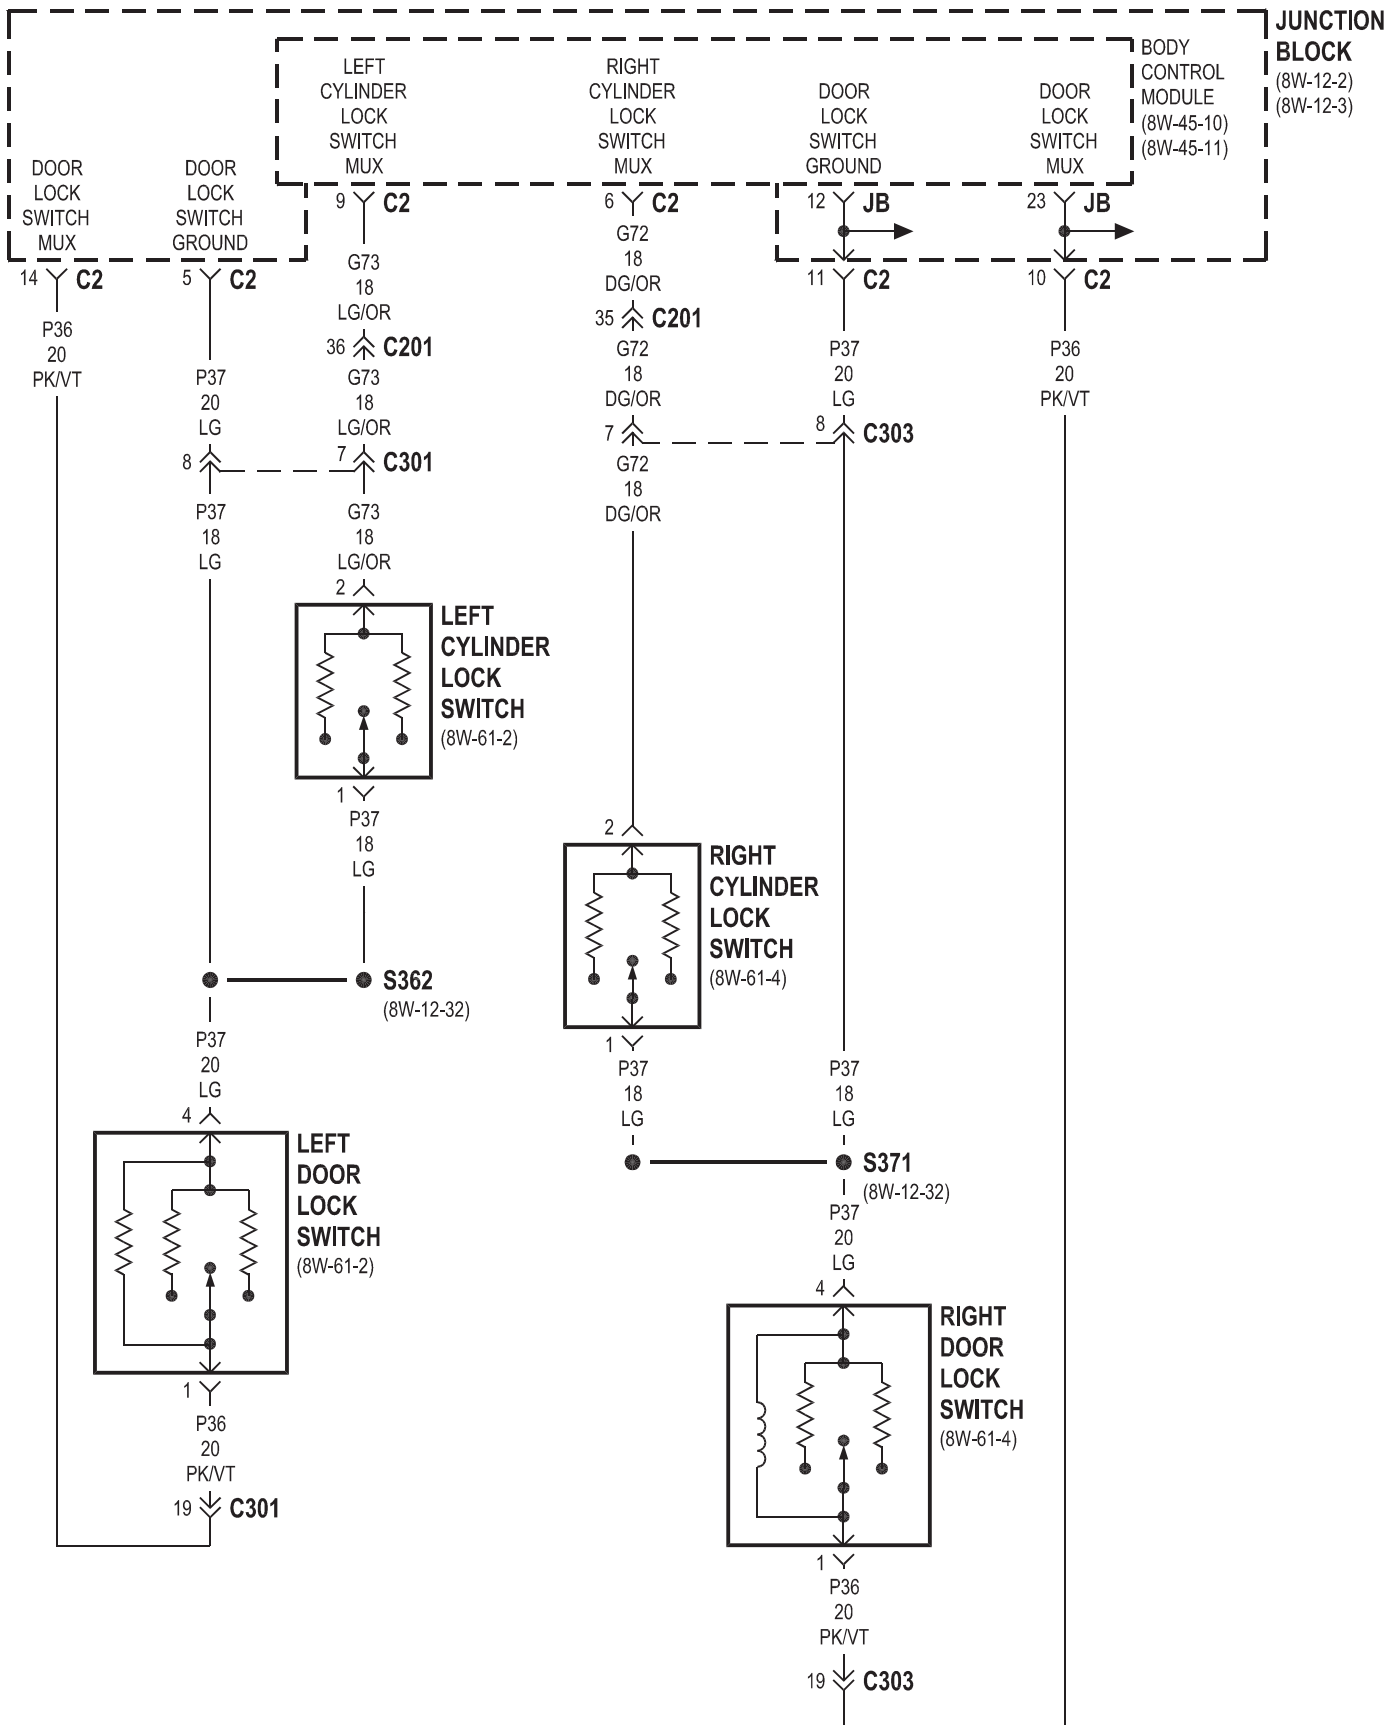 JUNCTION
BLOCK
(8W-12-2)
(8W-12-3)
BODY
CONTROL
MODULE
(8W-45-10)
(8W-45-11)
LEFT
CYLINDER
LOCK
SWITCH
MUX
RIGHT
CYLINDER
LOCK
SWITCH
MUX
DOOR
LOCK
SWITCH
GROUND
DOOR
LOCK
SWITCH
MUX
DOOR
LOCK
SWITCH
MUX
DOOR
LOCK
SWITCH
GROUND
9 C2
6 C2
12 JB
23 JB
14 C2
5 C2
11 C2
10 C2
G73
18
LG/OR
36 C201
G73
18
LG/OR
7 C301
G73
18
LG/OR
2
G72
18
DG/OR
35 C201
G72
18
DG/OR
7
G72
18
DG/OR
P37
20
LG
8 C303
P36
20
PK/VT
P36
20
PK/VT
P37
20
LG
8
P37
18
LG
LEFT
CYLINDER
LOCK
SWITCH
(8W-61-2)
1
P37
18
LG
2
RIGHT
CYLINDER
LOCK
SWITCH
(8W-61-4)
1
P37
18
LG
P37
18
LG
S362
(8W-12-32)
P37
20
LG
4
LEFT
DOOR
LOCK
SWITCH
(8W-61-2)
1
P36
20
PK/VT
19 C301
S371
(8W-12-32)
P37
20
LG
4
RIGHT
DOOR
LOCK
SWITCH
(8W-61-4)
1
P36
20
PK/VT
19 C303